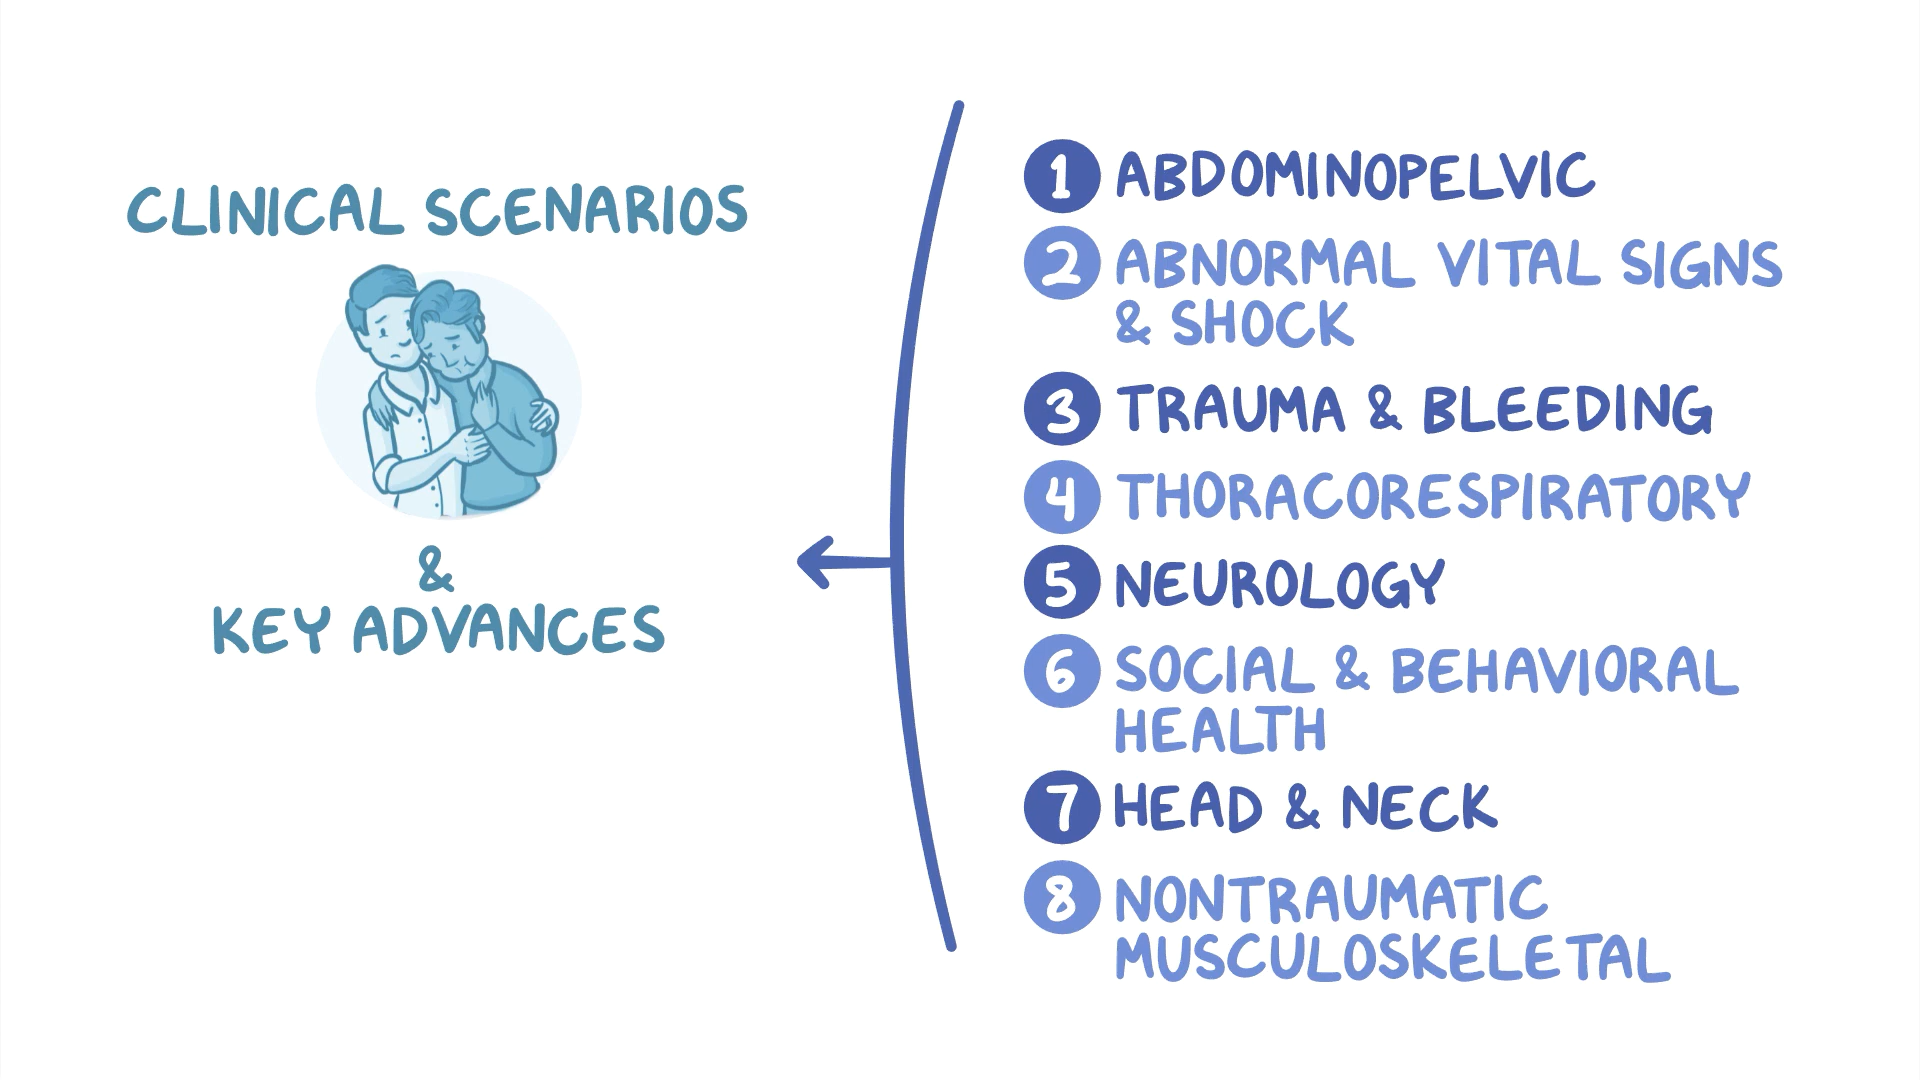 CLINICAL SCENARIOS
&
KEY ADVANCES
1 ABDOMINOPELVIC
2 ABNORMAL VITAL SIGNS
& SHOCK
3 TRAUMA & BLEEDING
4 THORACORESPIRATORY
5 NEUROLOGY
6 SOCIAL & BEHAVIORAL
HEALTH
7 HEAD & NECK
8 NONTRAUMATIC
MUSCULOSKELETAL